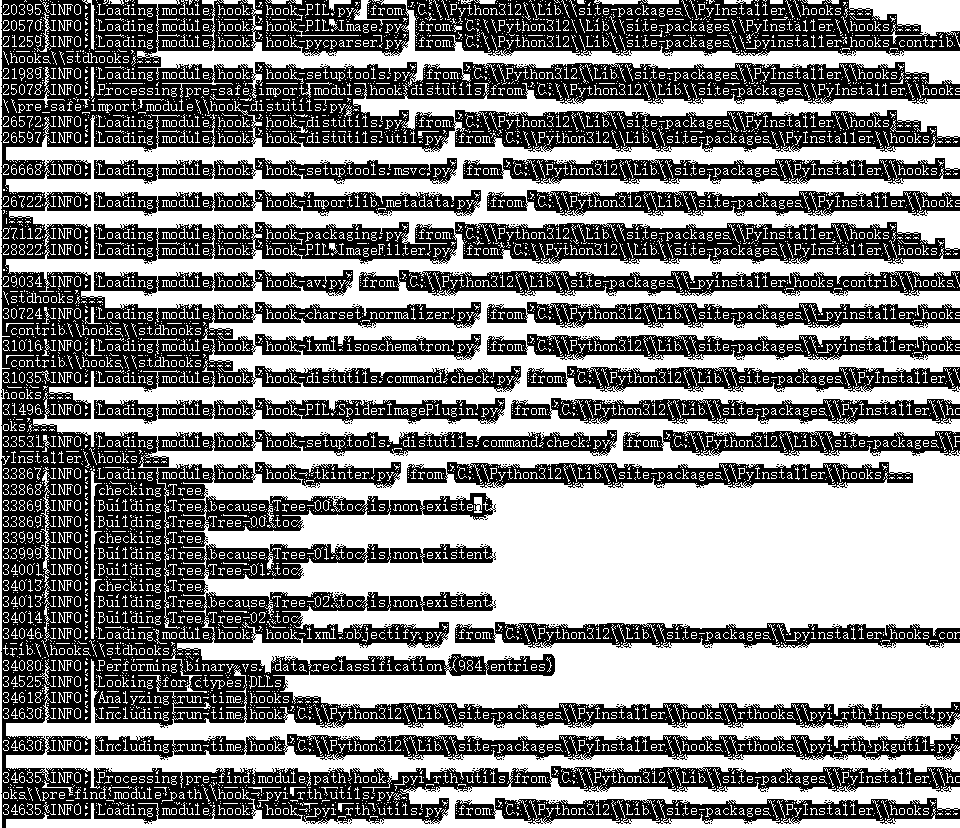 20395 INFO: Loading module hook 'hook-PIL.py' from 'C:\\Python312\\Lib\\site-packages\\PyInstaller\\hooks'...
20570 INFO: Loading module hook 'hook-PIL.Image.py' from 'C:\\Python312\\Lib\\site-packages\\PyInstaller\\hooks'...
21259 INFO: Loading module hook 'hook-pycparser.py' from 'C:\\Python312\\Lib\\site-packages\\_pyinstaller_hooks_contrib\
\hooks\\stdhooks'...
21989 INFO: Loading module hook 'hook-setuptools.py' from 'C:\\Python312\\Lib\\site-packages\\PyInstaller\\hooks'...
25078 INFO: Processing pre-safe import module hook distutils from 'C:\\Python312\\Lib\\site-packages\\PyInstaller\\hooks
\\pre_safe_import_module\\hook-distutils.py'.
26572 INFO: Loading module hook 'hook-distutils.py' from 'C:\\Python312\\Lib\\site-packages\\PyInstaller\\hooks'...
26597 INFO: Loading module hook 'hook-distutils.util.py' from 'C:\\Python312\\Lib\\site-packages\\PyInstaller\\hooks'...
26668 INFO: Loading module hook 'hook-setuptools.msvc.py' from 'C:\\Python312\\Lib\\site-packages\\PyInstaller\\hooks'...
26722 INFO: Loading module hook 'hook-importlib_metadata.py' from 'C:\\Python312\\Lib\\site-packages\\PyInstaller\\hooks
'...
27112 INFO: Loading module hook 'hook-packaging.py' from 'C:\\Python312\\Lib\\site-packages\\PyInstaller\\hooks'...
28822 INFO: Loading module hook 'hook-PIL.ImageFilter.py' from 'C:\\Python312\\Lib\\site-packages\\PyInstaller\\hooks'...
29034 INFO: Loading module hook 'hook-av.py' from 'C:\\Python312\\Lib\\site-packages\\_pyinstaller_hooks_contrib\\hooks\
\stdhooks'...
30724 INFO: Loading module hook 'hook-charset_normalizer.py' from 'C:\\Python312\\Lib\\site-packages\\_pyinstaller_hooks
_contrib\\hooks\\stdhooks'...
31016 INFO: Loading module hook 'hook-lxml.isoschematron.py' from 'C:\\Python312\\Lib\\site-packages\\_pyinstaller_hooks
_contrib\\hooks\\stdhooks'...
31035 INFO: Loading module hook 'hook-distutils.command.check.py' from 'C:\\Python312\\Lib\\site-packages\\PyInstaller\\
hooks'...
31496 INFO: Loading module hook 'hook-PIL.SpiderImagePlugin.py' from 'C:\\Python312\\Lib\\site-packages\\PyInstaller\\ho
oks'...
33531 INFO: Loading module hook 'hook-setuptools._distutils.command.check.py' from 'C:\\Python312\\Lib\\site-packages\\P
yInstaller\\hooks'...
33867 INFO: Loading module hook 'hook-_tkinter.py' from 'C:\\Python312\\Lib\\site-packages\\PyInstaller\\hooks'...
33868 INFO: checking Tree
33869 INFO: Building Tree because Tree-00.toc is non existent
33869 INFO: Building Tree Tree-00.toc
33999 INFO: checking Tree
33999 INFO: Building Tree because Tree-01.toc is non existent
34001 INFO: Building Tree Tree-01.toc
34013 INFO: checking Tree
34013 INFO: Building Tree because Tree-02.toc is non existent
34014 INFO: Building Tree Tree-02.toc
34046 INFO: Loading module hook 'hook-lxml.objectify.py' from 'C:\\Python312\\Lib\\site-packages\\_pyinstaller_hooks_con
trib\\hooks\\stdhooks'...
34080 INFO: Performing binary vs. data reclassification (984 entries)
34525 INFO: Looking for ctypes DLLs
34618 INFO: Analyzing run-time hooks ...
34630 INFO: Including run-time hook 'C:\\Python312\\Lib\\site-packages\\PyInstaller\\hooks\\rthooks\\pyi_rth_inspect.py'
34630 INFO: Including run-time hook 'C:\\Python312\\Lib\\site-packages\\PyInstaller\\hooks\\rthooks\\pyi_rth_pkgutil.py'
34635 INFO: Processing pre-find module path hook _pyi_rth_utils from 'C:\\Python312\\Lib\\site-packages\\PyInstaller\\ho
oks\\pre_find_module_path\\hook-_pyi_rth_utils.py'.
34635 INFO: Loading module hook 'hook-_pyi_rth_utils.py' from 'C:\\Python312\\Lib\\site-packages\\PyInstaller\\hooks'...